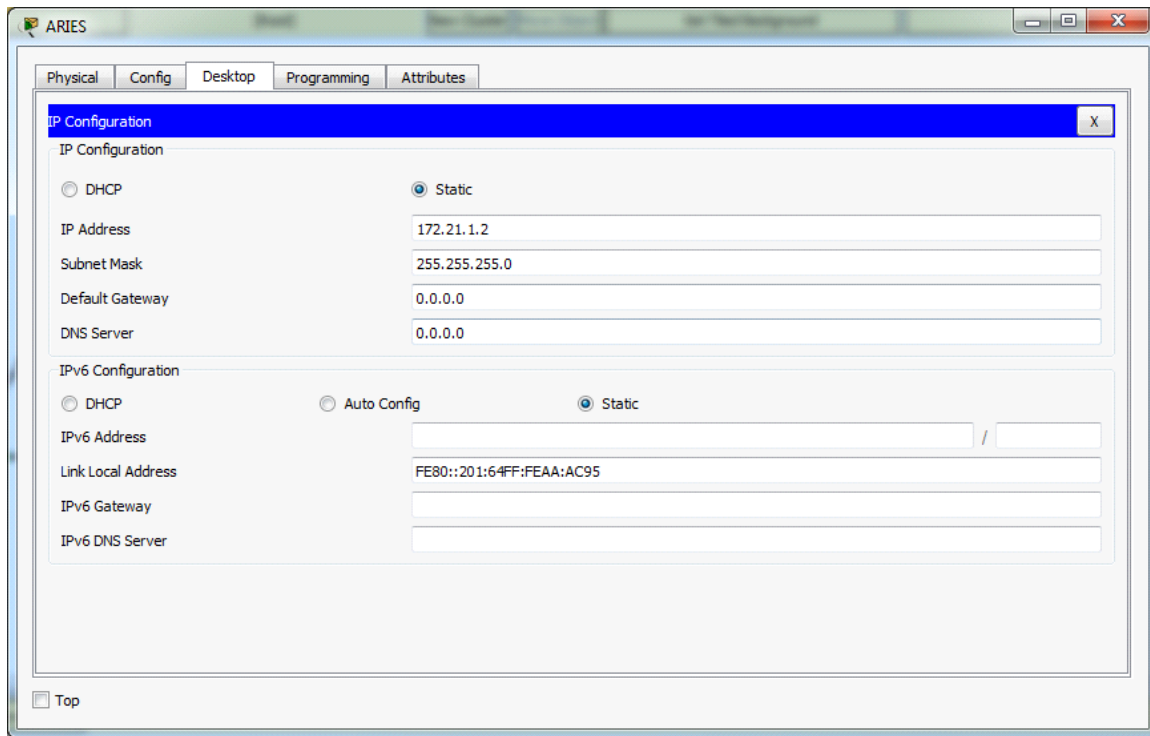 ARIES
Physical Config Desktop Programming Attributes
IP Configuration X
IP Configuration
DHCP Static
IP Address 172.21.1.2
Subnet Mask 255.255.255.0
Default Gateway 0.0.0.0
DNS Server 0.0.0.0
IPv6 Configuration
DHCP Auto Config Static
IPv6 Address /
Link Local Address FE80::201:64FF:FEAA:AC95
IPv6 Gateway
IPv6 DNS Server
Top